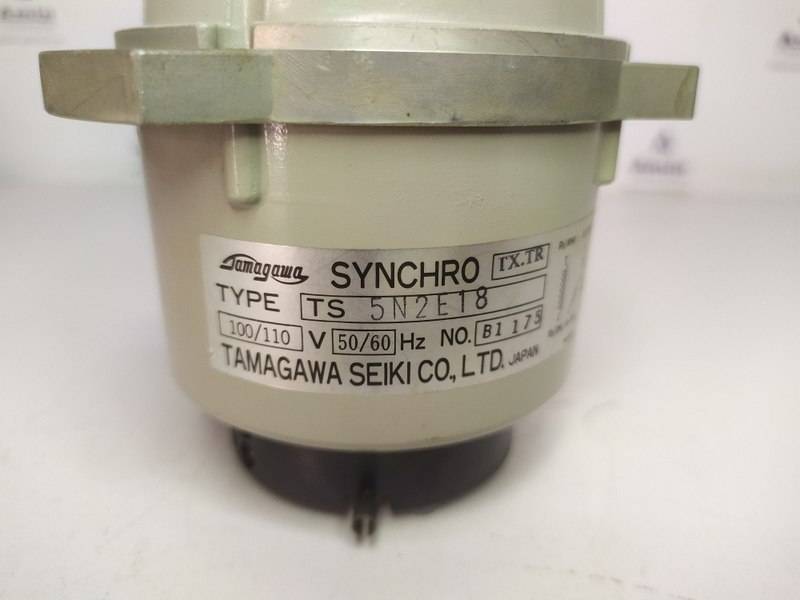 Tamagawa SYNCHRO TX.TR
TYPE TS 5N2E18
100/110 V 50/60 Hz NO. B1 175
TAMAGAWA SEIKI CO., LTD. JAPAN